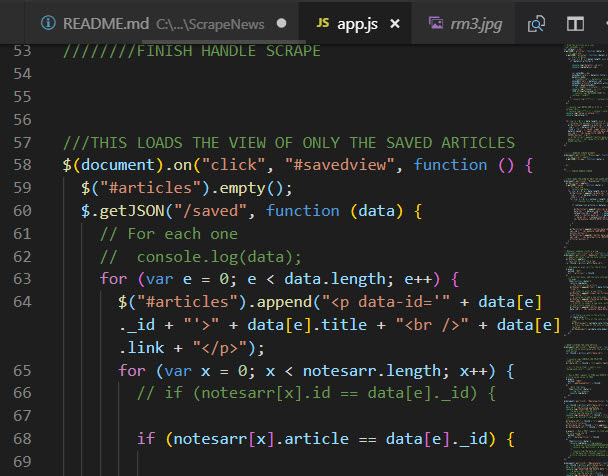 README.md C:\...\ScrapeNews ● JS app.js × rm3.jpg
53 ////////FINISH HANDLE SCRAPE
54
55
56
57 ///THIS LOADS THE VIEW OF ONLY THE SAVED ARTICLES
58 $(document).on("click", "#savedview", function () {
59 $("#articles").empty();
60 $.getJSON("/saved", function (data) {
61 // For each one
62 //  console.log(data);
63 for (var e = 0; e < data.length; e++) {
64 $("#articles").append("<p data-id='" + data[e]
._id + "'>" + data[e].title + "<br />" + data[e]
.link + "</p>");
65 for (var x = 0; x < notesarr.length; x++) {
66 // if (notesarr[x].id == data[e]._id) {
67
68 if (notesarr[x].article == data[e]._id) {
69